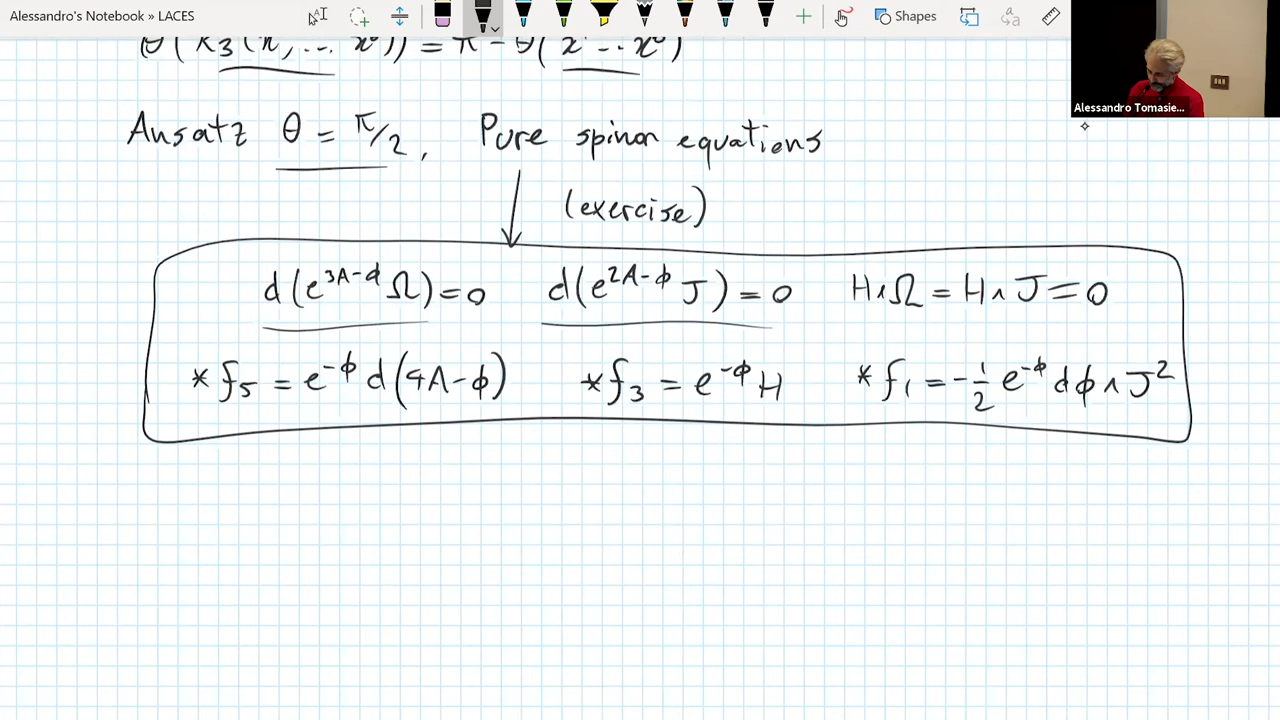 Alessandro's Notebook » LACES
Shapes
Alessandro Tomasie...
Ansatz θ = π/2, Pure spinor equations
(exercise)
d(e^{3A-ϕ}Ω)=0 d(e^{2A-ϕ}J)=0 H∧Ω = H∧J=0
*f₅ = e^{-ϕ} d(4A-ϕ) *f₃ = e^{-ϕ} H *f₁ = -½ e^{-ϕ} dϕ∧J²